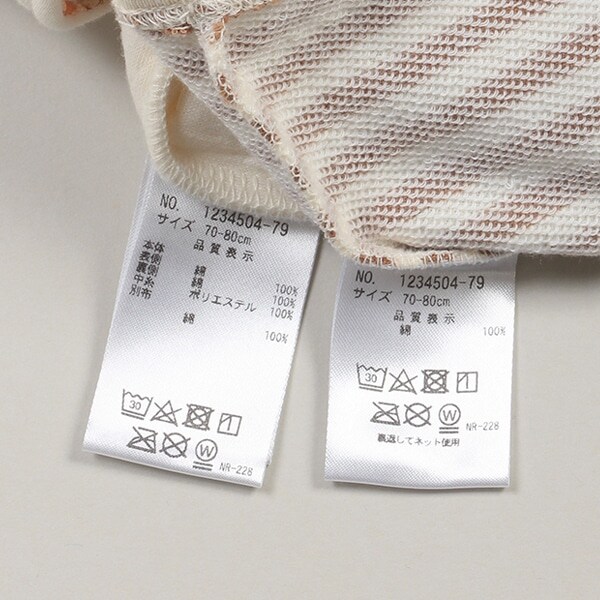 NO. 1234504-79
サイズ 70-80cm
品質表示
本体
表側 綿 100%
裏側 綿 100%
中糸 ポリエステル 100%
別布
綿 100%
30
W
NR-228
NO. 1234504-79
サイズ 70-80cm
品質表示
綿 100%
30
W
裏返してネット使用
NR-228